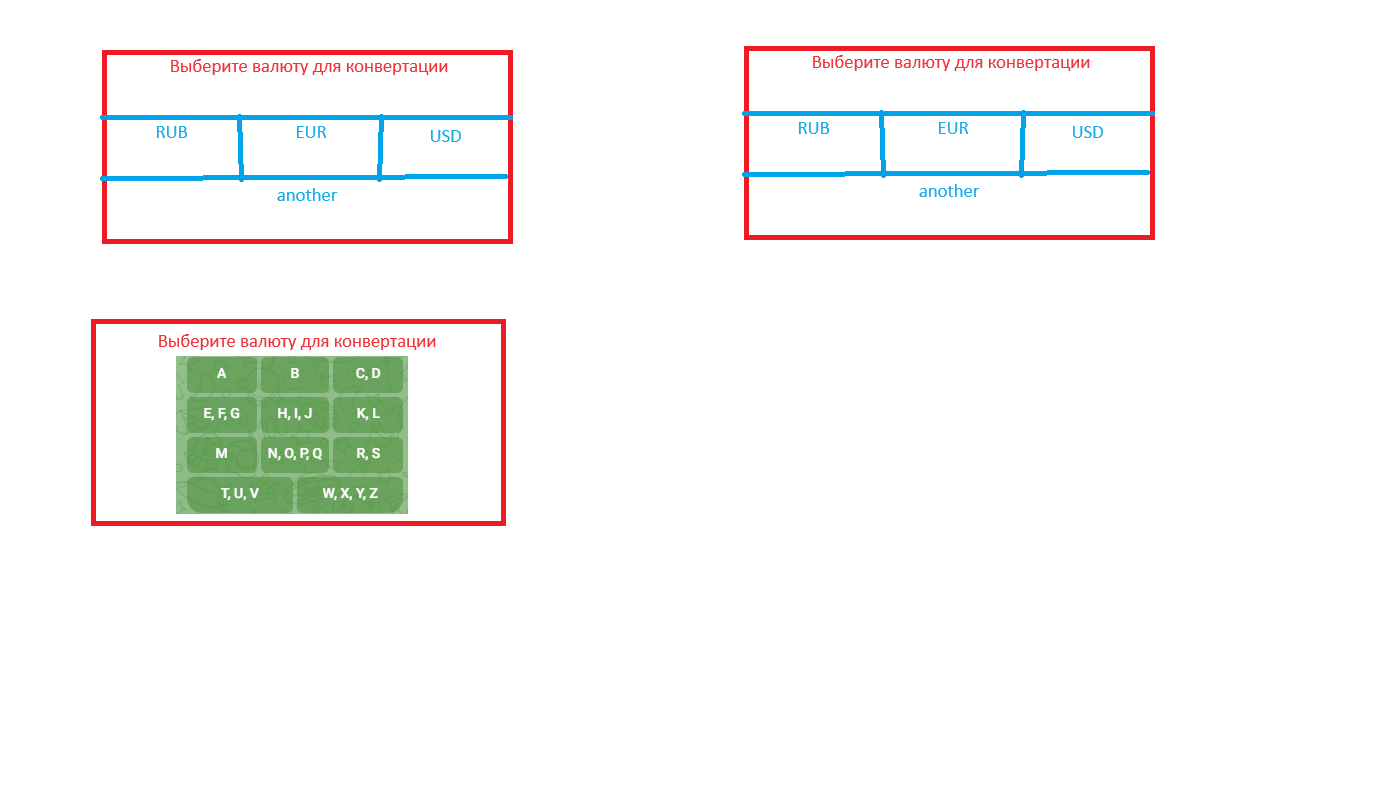 Выберите валюту для конвертации
RUB EUR USD
another
Выберите валюту для конвертации
RUB EUR USD
another
Выберите валюту для конвертации
A B C, D
E, F, G H, I, J K, L
M N, O, P, Q R, S
T, U, V W, X, Y, Z